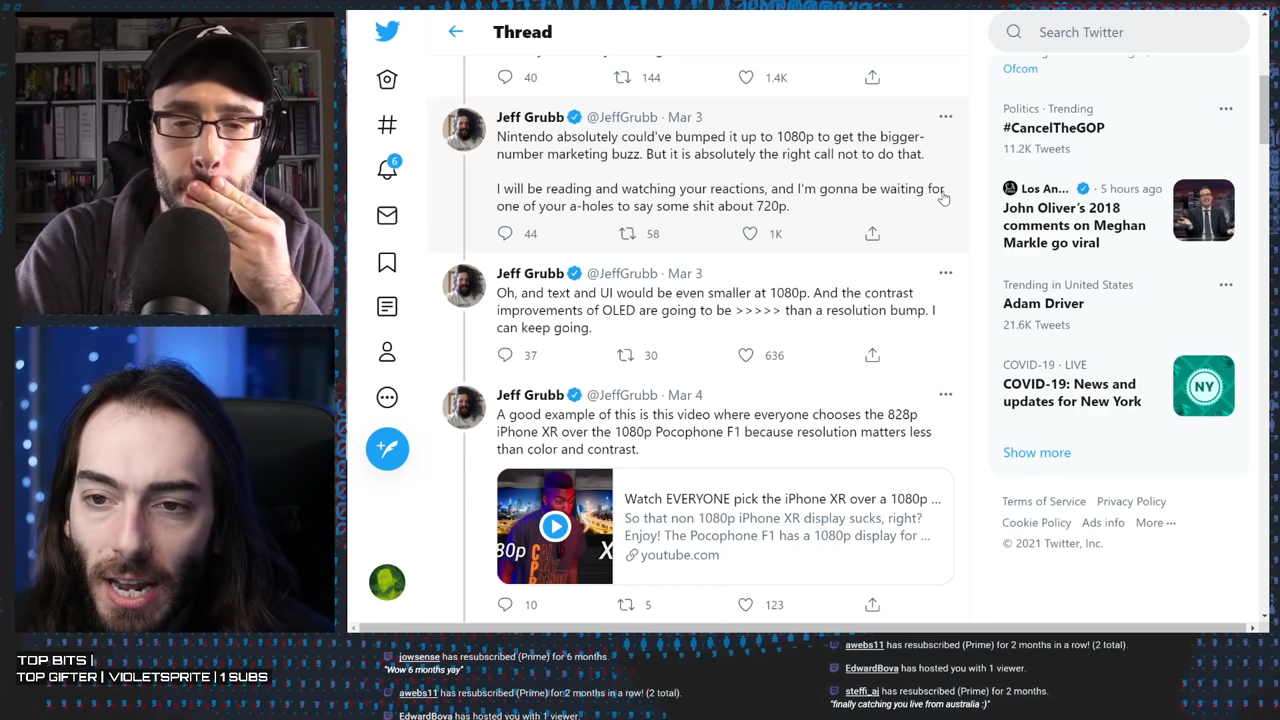 Thread
40 144 1.4K
Jeff Grubb @JeffGrubb · Mar 3
Nintendo absolutely could've bumped it up to 1080p to get the bigger-
number marketing buzz. But it is absolutely the right call not to do that.
I will be reading and watching your reactions, and I'm gonna be waiting for
one of your a-holes to say some shit about 720p.
44 58 1K
Jeff Grubb @JeffGrubb · Mar 3
Oh, and text and UI would be even smaller at 1080p. And the contrast
improvements of OLED are going to be >>>>> than a resolution bump. I
can keep going.
37 30 636
Jeff Grubb @JeffGrubb · Mar 4
A good example of this is this video where everyone chooses the 828p
iPhone XR over the 1080p Pocophone F1 because resolution matters less
than color and contrast.
80p X
Watch EVERYONE pick the iPhone XR over a 1080p ...
So that non 1080p iPhone XR display sucks, right?
Enjoy! The Pocophone F1 has a 1080p display for ...
youtube.com
10 5 123
6
Search Twitter
Ofcom
Politics · Trending
#CancelTheGOP
11.2K Tweets
Los An... · 5 hours ago
John Oliver's 2018
comments on Meghan
Markle go viral
Trending in United States
Adam Driver
21.6K Tweets
COVID-19 · LIVE
COVID-19: News and
updates for New York
NY
Show more
Terms of Service Privacy Policy
Cookie Policy Ads info More ···
© 2021 Twitter, Inc.
TOP BITS |
TOP GIFTER | VIOLETSPRITE | 1 SUBS
jowsense has resubscribed (Prime) for 6 months.
"Wow 6 months yay"
awebs11 has resubscribed (Prime) for 2 months in a row! (2 total).
EdwardBova has hosted you with 1 viewer.
awebs11 has resubscribed (Prime) for 2 months in a row! (2 total).
EdwardBova has hosted you with 1 viewer.
steffi_ai has resubscribed (Prime) for 2 months.
"finally catching you live from australia :)"